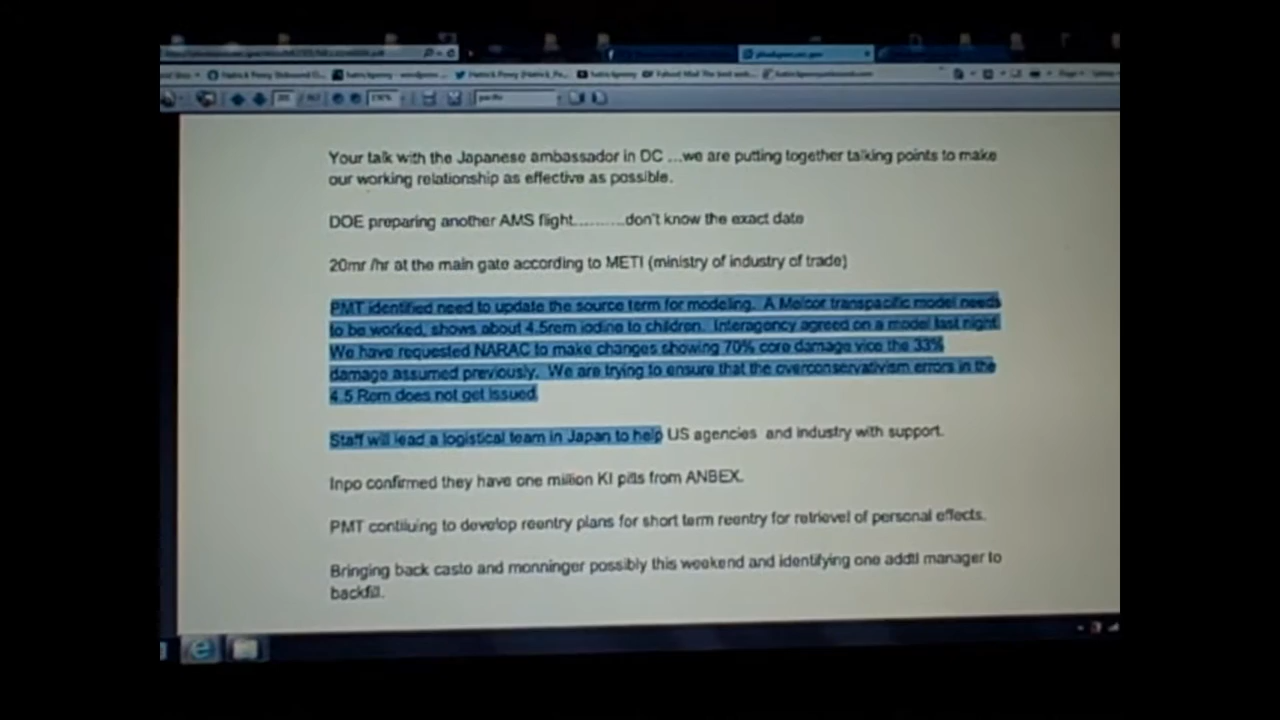 Your talk with the Japanese ambassador in DC ...we are putting together talking points to make
our working relationship as effective as possible.
DOE preparing another AMS flight..........don't know the exact date
20mr /hr at the main gate according to METI (ministry of industry of trade)
PMT identified need to update the source term for modeling. A Melcor transpacific model needs
to be worked, shows about 4.5rem iodine to children. Interagency agreed on a model last night.
We have requested NARAC to make changes showing 70% core damage vice the 33%
damage assumed previously. We are trying to ensure that the overconservativism errors in the
4.5 Rem does not get issued.
Staff will lead a logistical team in Japan to help US agencies and industry with support.
Inpo confirmed they have one million KI pills from ANBEX.
PMT contiluing to develop reentry plans for short term reentry for retrievel of personal effects.
Bringing back casto and monninger possibly this weekend and identifying one addtl manager to
backfill.